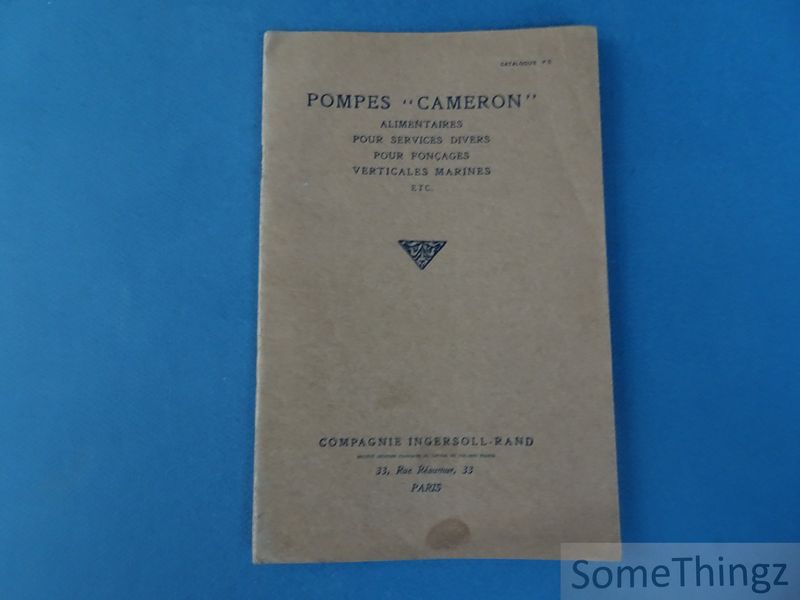 CATALOGUE
POMPES "CAMERON"
ALIMENTAIRES
POUR SERVICES DIVERS
POUR FONÇAGES
VERTICALES MARINES
ETC.
COMPAGNIE INGERSOLL-RAND
33, Rue Réaumur, 33
PARIS
SomeThingz